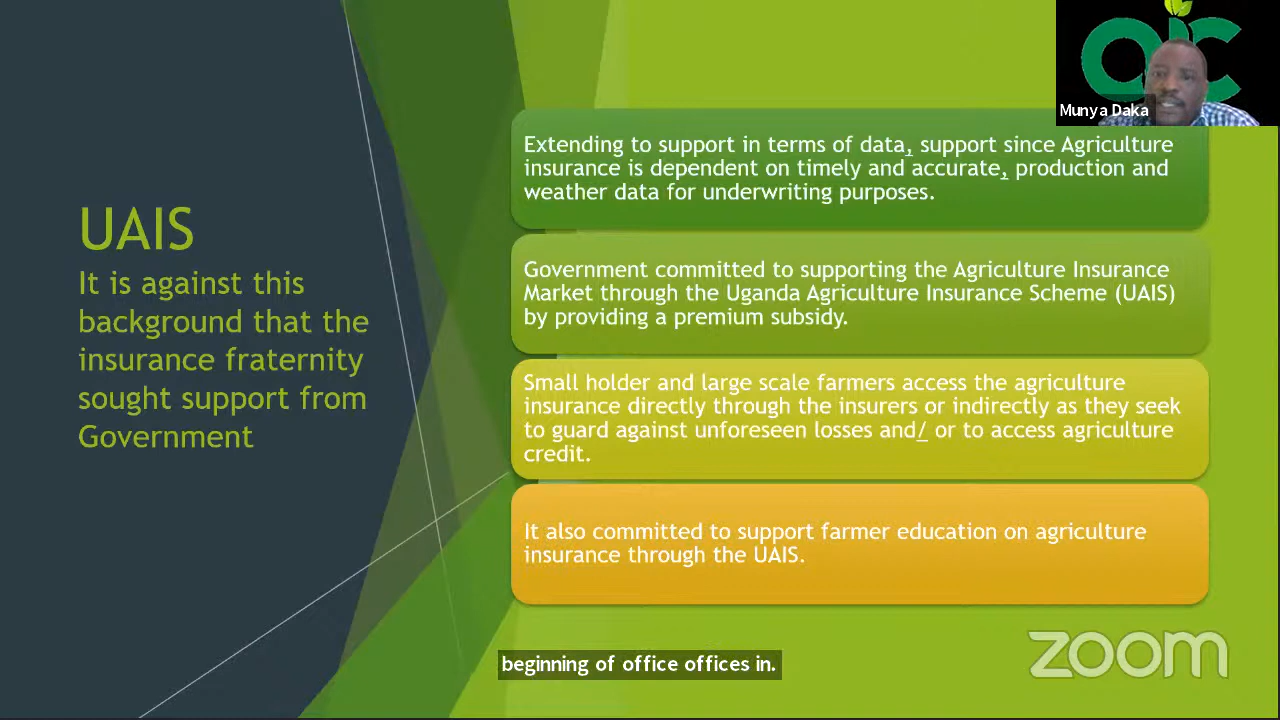 UAIS
It is against this
background that the
insurance fraternity
sought support from
Government
aic
Munya Daka
Extending to support in terms of data, support since Agriculture
insurance is dependent on timely and accurate, production and
weather data for underwriting purposes.
Government committed to supporting the Agriculture Insurance
Market through the Uganda Agriculture Insurance Scheme (UAIS)
by providing a premium subsidy.
Small holder and large scale farmers access the agriculture
insurance directly through the insurers or indirectly as they seek
to guard against unforeseen losses and/ or to access agriculture
credit.
It also committed to support farmer education on agriculture
insurance through the UAIS.
beginning of office offices in.
zoom